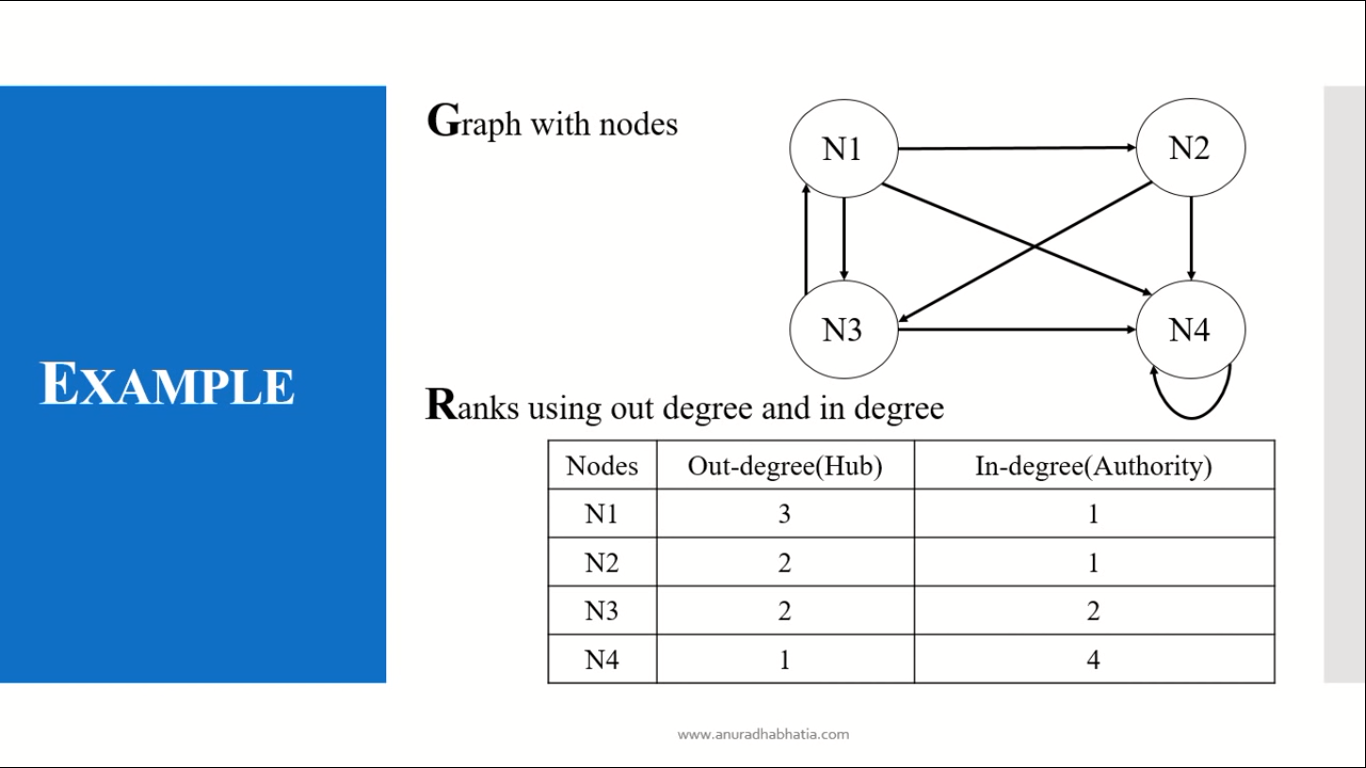 Graph with nodes
N1
N2
N3
N4
EXAMPLE
Ranks using out degree and in degree
Nodes Out-degree(Hub) In-degree(Authority)
N1 3 1
N2 2 1
N3 2 2
N4 1 4
www.anuradhabhatia.com